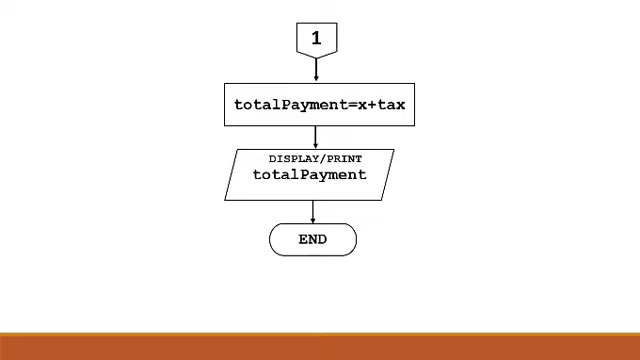 1
totalPayment=x+tax
DISPLAY/PRINT
totalPayment
END